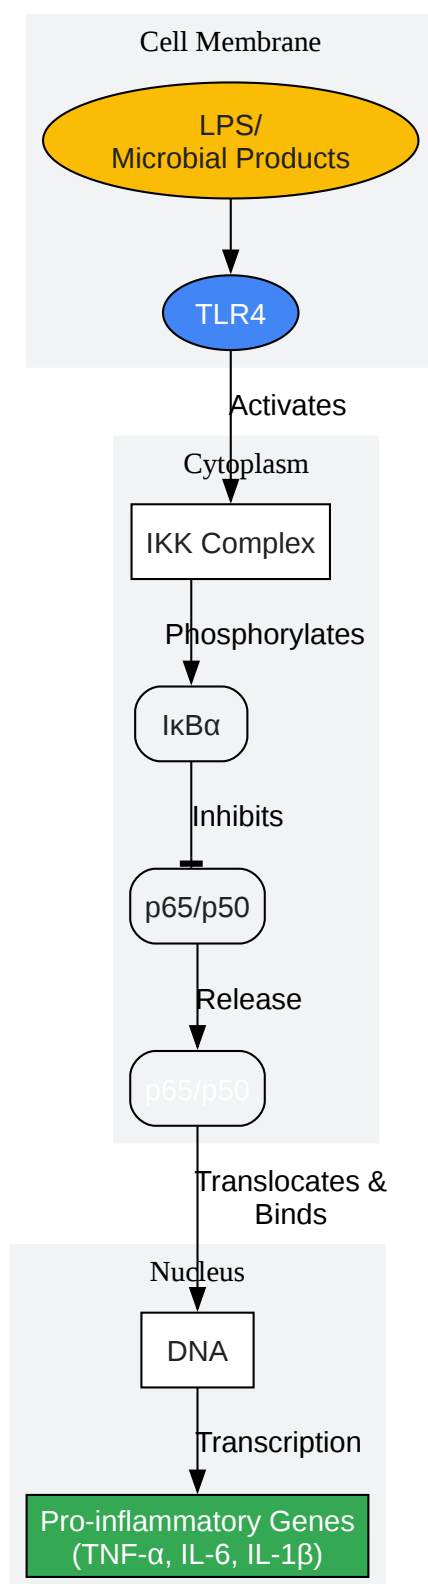 Cell Membrane
LPS/
Microbial Products
TLR4
Activates
Cytoplasm
IKK Complex
Phosphorylates
IκBα
Inhibits
p65/p50
Release
p65/p50
Translocates &
Binds
Nucleus
DNA
Transcription
Pro-inflammatory Genes
(TNF-α, IL-6, IL-1β)